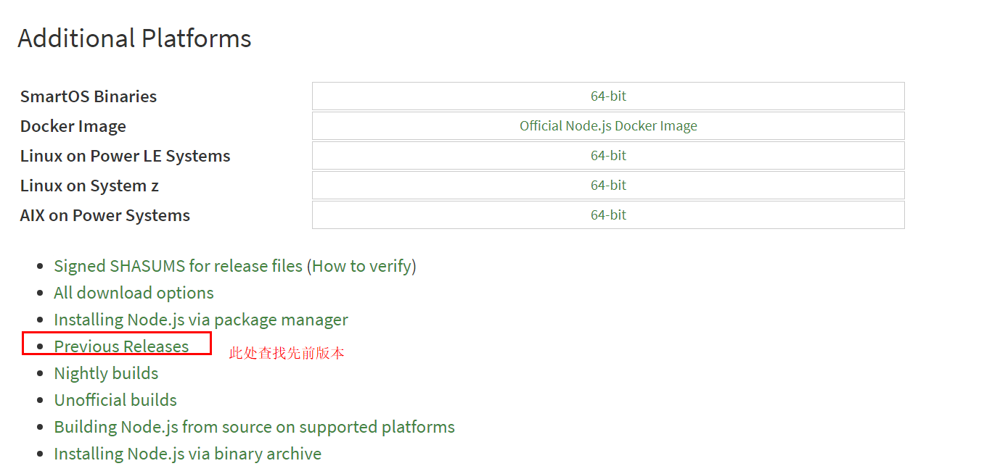 Additional Platforms
SmartOS Binaries 64-bit
Docker Image Official Node.js Docker Image
Linux on Power LE Systems 64-bit
Linux on System z 64-bit
AIX on Power Systems 64-bit
Signed SHASUMS for release files (How to verify)
All download options
Installing Node.js via package manager
Previous Releases 此处查找先前版本
Nightly builds
Unofficial builds
Building Node.js from source on supported platforms
Installing Node.js via binary archive